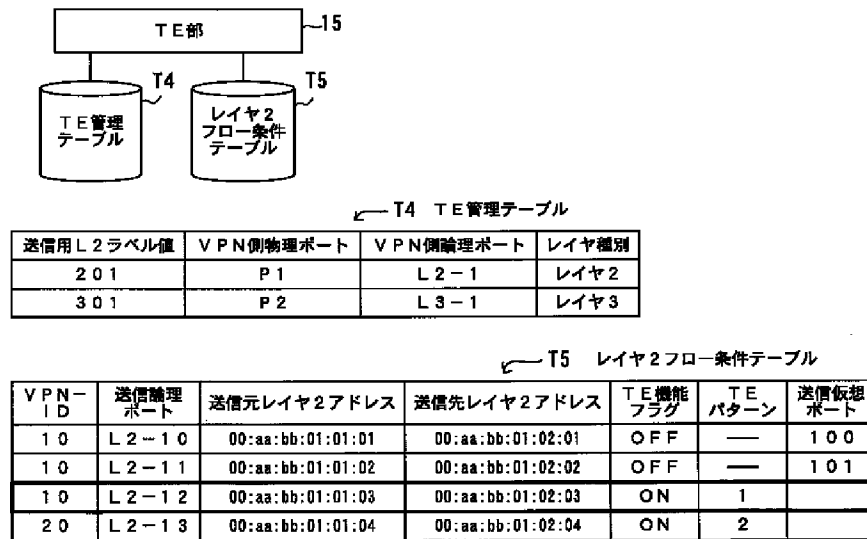 TE部
15
T4
T5
TE管理
テーブル
レイヤ2
フロー条件
テーブル
T4 TE管理テーブル
送信用L2ラベル値 VPN側物理ポート VPN側論理ポート レイヤ種別
201 P1 L2-1 レイヤ2
301 P2 L3-1 レイヤ3
T5 レイヤ2フロー条件テーブル
VPN-
ID
送信論理
ポート
送信元レイヤ2アドレス
送信先レイヤ2アドレス
TE機能
フラグ
TE
パターン
送信仮想
ポート
10 L2-10 00:aa:bb:01:01:01 00:aa:bb:01:02:01 OFF — 100
10 L2-11 00:aa:bb:01:01:02 00:aa:bb:01:02:02 OFF — 101
10 L2-12 00:aa:bb:01:01:03 00:aa:bb:01:02:03 ON 1
20 L2-13 00:aa:bb:01:01:04 00:aa:bb:01:02:04 ON 2